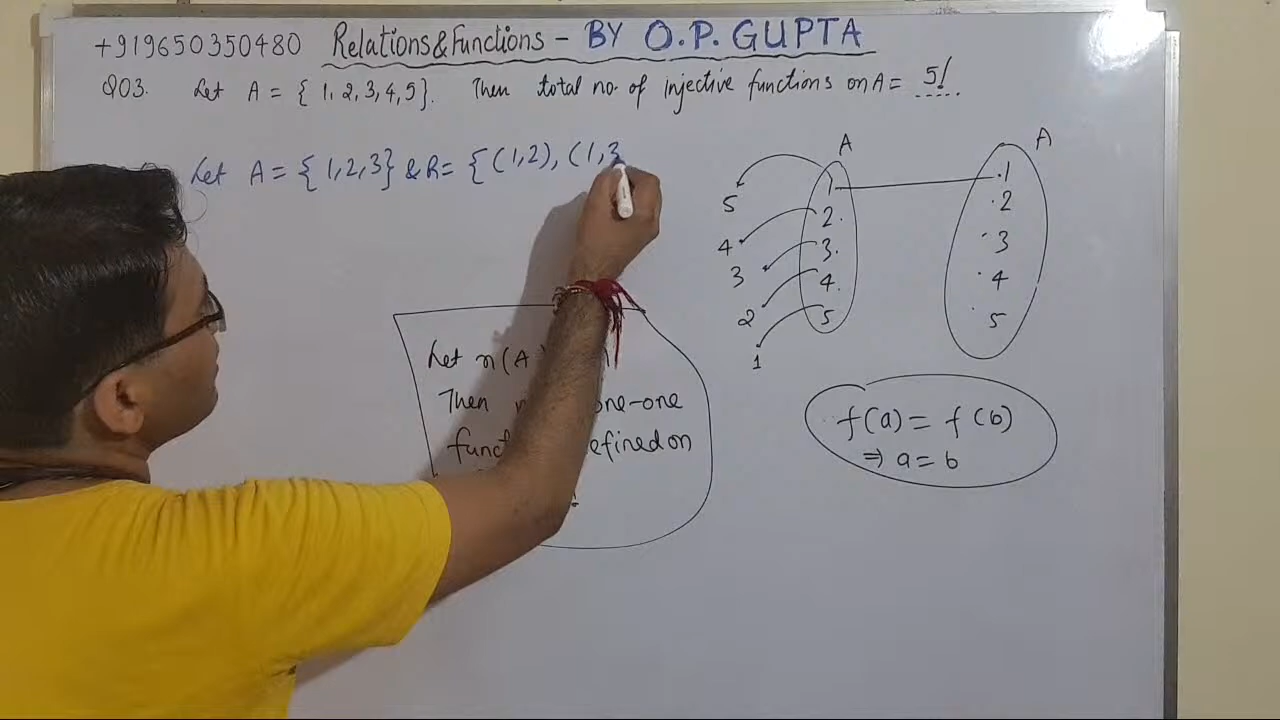 +919650350480 Relations & Functions - BY O.P. GUPTA
Q03. Let A = { 1, 2, 3, 4, 5}. Then total no. of injective functions on A = 5!
Let A = {1,2,3} & R = {(1,2), (1,3
A A
1 .1
2. .2
3. .3
4. .4
5 5
5
4
3
2
1
Let n(A)
Then one-one
defined on
f(a) = f(b)
⇒ a = b